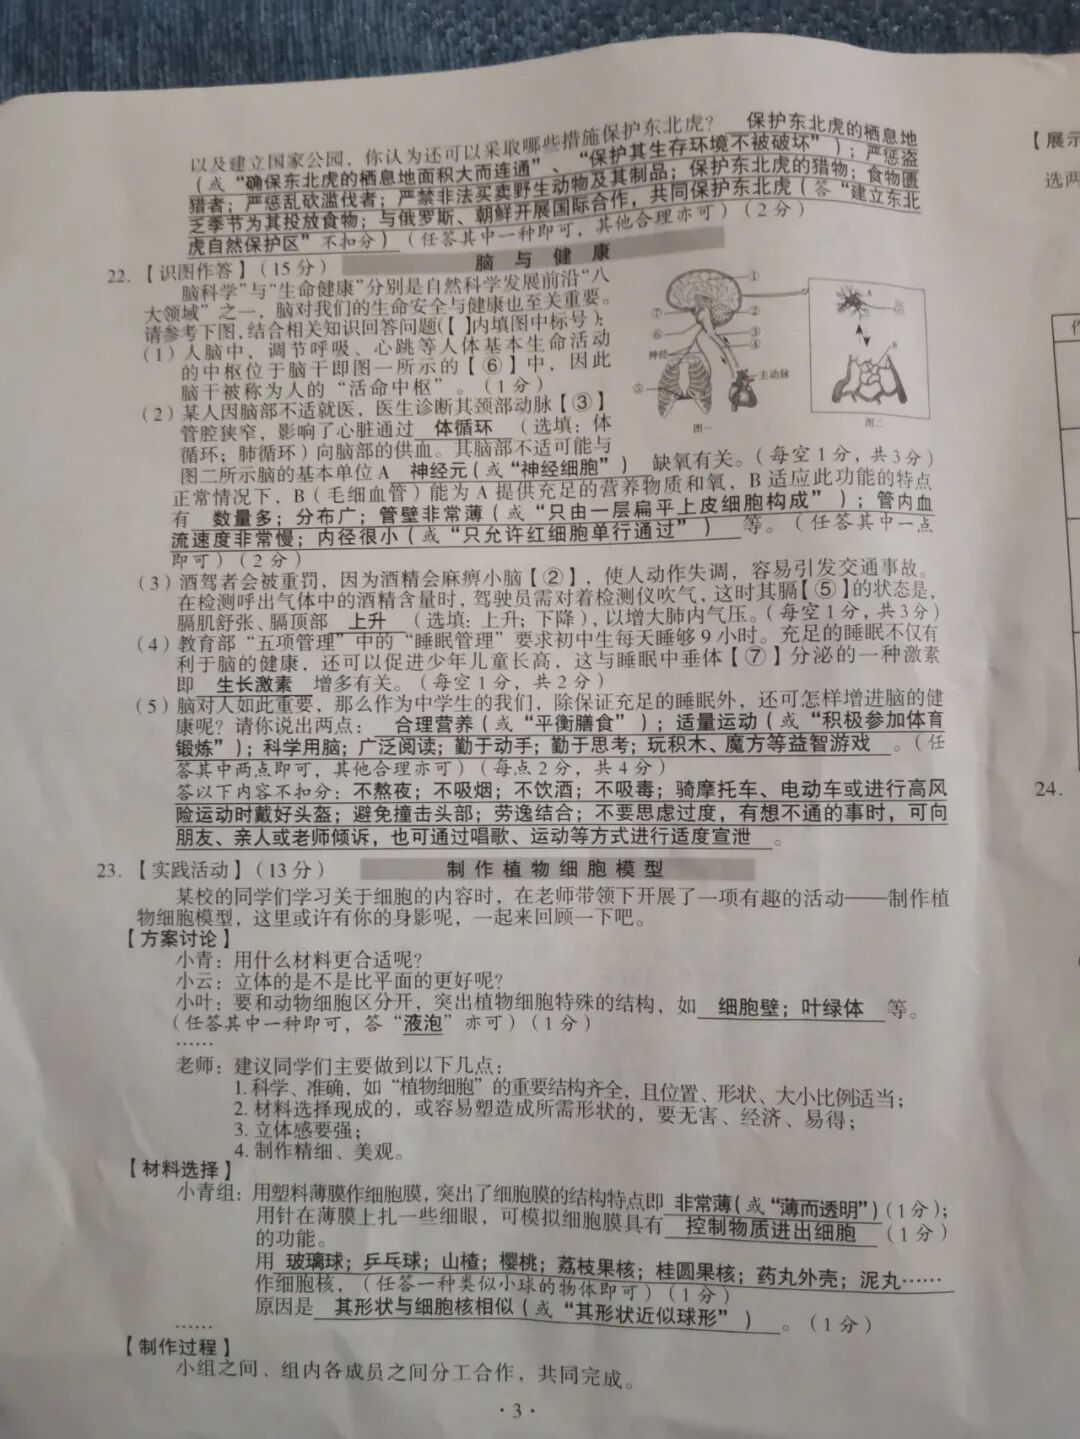 以及建立国家公园，你认为还可以采取哪些措施保护东北虎？ 保护东北虎的栖息地
（或“确保东北虎的栖息地面积大而连通”、“保护其生存环境不被破坏”）；严惩盗
猎者；严惩乱砍滥伐者；严禁非法买卖野生动物及其制品；保护东北虎的猎物；食物匮
乏季节为其投放食物；与俄罗斯、朝鲜开展国际合作，共同保护东北虎（答“建立东北
虎自然保护区”不扣分）（任答其中一种即可，其他合理亦可）（2分）
脑与健康
22.【识图作答】（15分）
“脑科学”与“生命健康”分别是自然科学发展前沿“八
大领域”之一，脑对我们的生命安全与健康也至关重要。
请参考下图，结合相关知识回答问题（【 】内填图中标号）：
（1）人脑中，调节呼吸、心跳等人体基本生命活动
的中枢位于脑干即图一所示的【⑥】中，因此
脑干被称为人的“活命中枢”。（1分）
（2）某人因脑部不适就医，医生诊断其颈部动脉【③】
管腔狭窄，影响了心脏通过 体循环 （选填：体
循环；肺循环）向脑部的供血。其脑部不适可能与
图二所示脑的基本单位A 神经元（或“神经细胞”） 缺氧有关。（每空1分，共3分）
正常情况下，B（毛细血管）能为A提供充足的营养物质和氧，B适应此功能的特点
有 数量多；分布广；管壁非常薄（或“只由一层扁平上皮细胞构成”）；管内血
流速度非常慢；内径很小（或“只允许红细胞单行通过”） 等。（任答其中一点
即可）（2分）
① ② ③ ④ ⑤ ⑥ ⑦
神经
主动脉
图一
A
B
图二
（3）酒驾者会被重罚，因为酒精会麻痹小脑【②】，使人动作失调，容易引发交通事故。
在检测呼出气体中的酒精含量时，驾驶员需对着检测仪吹气，这时其膈【⑤】的状态是，
膈肌舒张、膈顶部 上升 （选填：上升；下降），以增大肺内气压。（每空1分，共3分）
（4）教育部“五项管理”中的“睡眠管理”要求初中生每天睡够9小时。充足的睡眠不仅有
利于脑的健康，还可以促进少年儿童长高，这与睡眠中垂体【⑦】分泌的一种激素
即 生长激素 增多有关。（每空1分，共2分）
（5）脑对人如此重要，那么作为中学生的我们，除保证充足的睡眠外，还可怎样增进脑的健
康呢？请你说出两点： 合理营养（或“平衡膳食”）；适量运动（或“积极参加体育
锻炼”）；科学用脑；广泛阅读；勤于动手；勤于思考；玩积木、魔方等益智游戏 。（任
答其中两点即可，其他合理亦可）（每点2分，共4分）
答以下内容不扣分：不熬夜；不吸烟；不饮酒；不吸毒；骑摩托车、电动车或进行高风
险运动时戴好头盔；避免撞击头部；劳逸结合；不要思虑过度，有想不通的事时，可向
朋友、亲人或老师倾诉，也可通过唱歌、运动等方式进行适度宣泄 。
23.【实践活动】（13分）
制作植物细胞模型
某校的同学们学习关于细胞的内容时，在老师带领下开展了一项有趣的活动——制作植
物细胞模型，这里或许有你的身影呢，一起来回顾一下吧。
【方案讨论】
小青：用什么材料更合适呢？
小云：立体的是不是比平面的更好呢？
小叶：要和动物细胞区分开，突出植物细胞特殊的结构，如 细胞壁；叶绿体 等。
（任答其中一种即可，答“液泡”亦可）（1分）
……
老师：建议同学们主要做到以下几点：
1.科学、准确，如“植物细胞”的重要结构齐全，且位置、形状、大小比例适当；
2.材料选择现成的，或容易塑造成所需形状的，要无害、经济、易得；
3.立体感要强；
4.制作精细、美观。
【材料选择】
小青组：用塑料薄膜作细胞膜，突出了细胞膜的结构特点即 非常薄（或“薄而透明”）（1分）；
用针在薄膜上扎一些细眼，可模拟细胞膜具有 控制物质进出细胞 （1分）
的功能。
用 玻璃球；乒乓球；山楂；樱桃；荔枝果核；桂圆果核；药丸外壳；泥丸……
作细胞核，（任答一种类似小球的物体即可）（1分）
原因是 其形状与细胞核相似（或“其形状近似球形”） 。（1分）
……
【制作过程】
小组之间、组内各成员之间分工合作，共同完成。
·3·
【展示
选两
24.